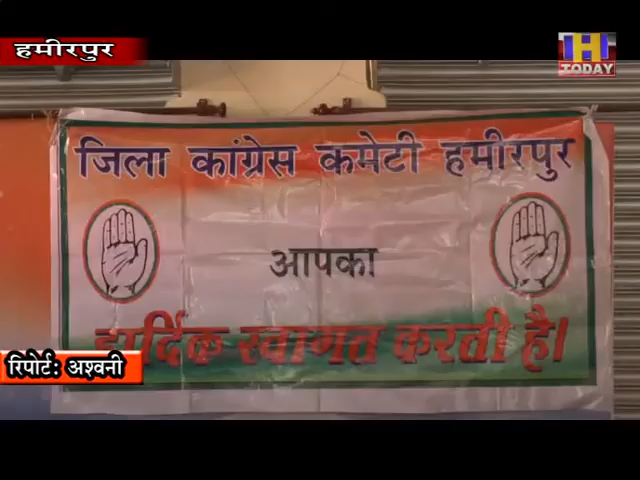 हमीरपुर
H
TODAY
जिला कांग्रेस कमेटी हमीरपुर
आपका
हार्दिक स्वागत करती है।
रिपोर्ट: अश्वनी